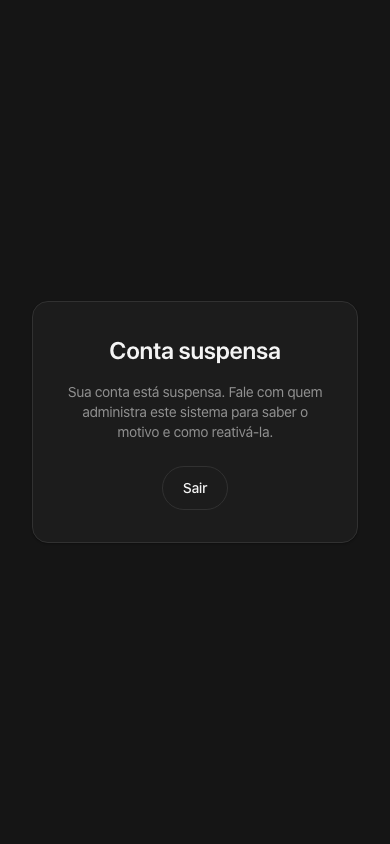 Conta suspensa
Sua conta está suspensa. Fale com quem
administra este sistema para saber o
motivo e como reativá-la.
Sair